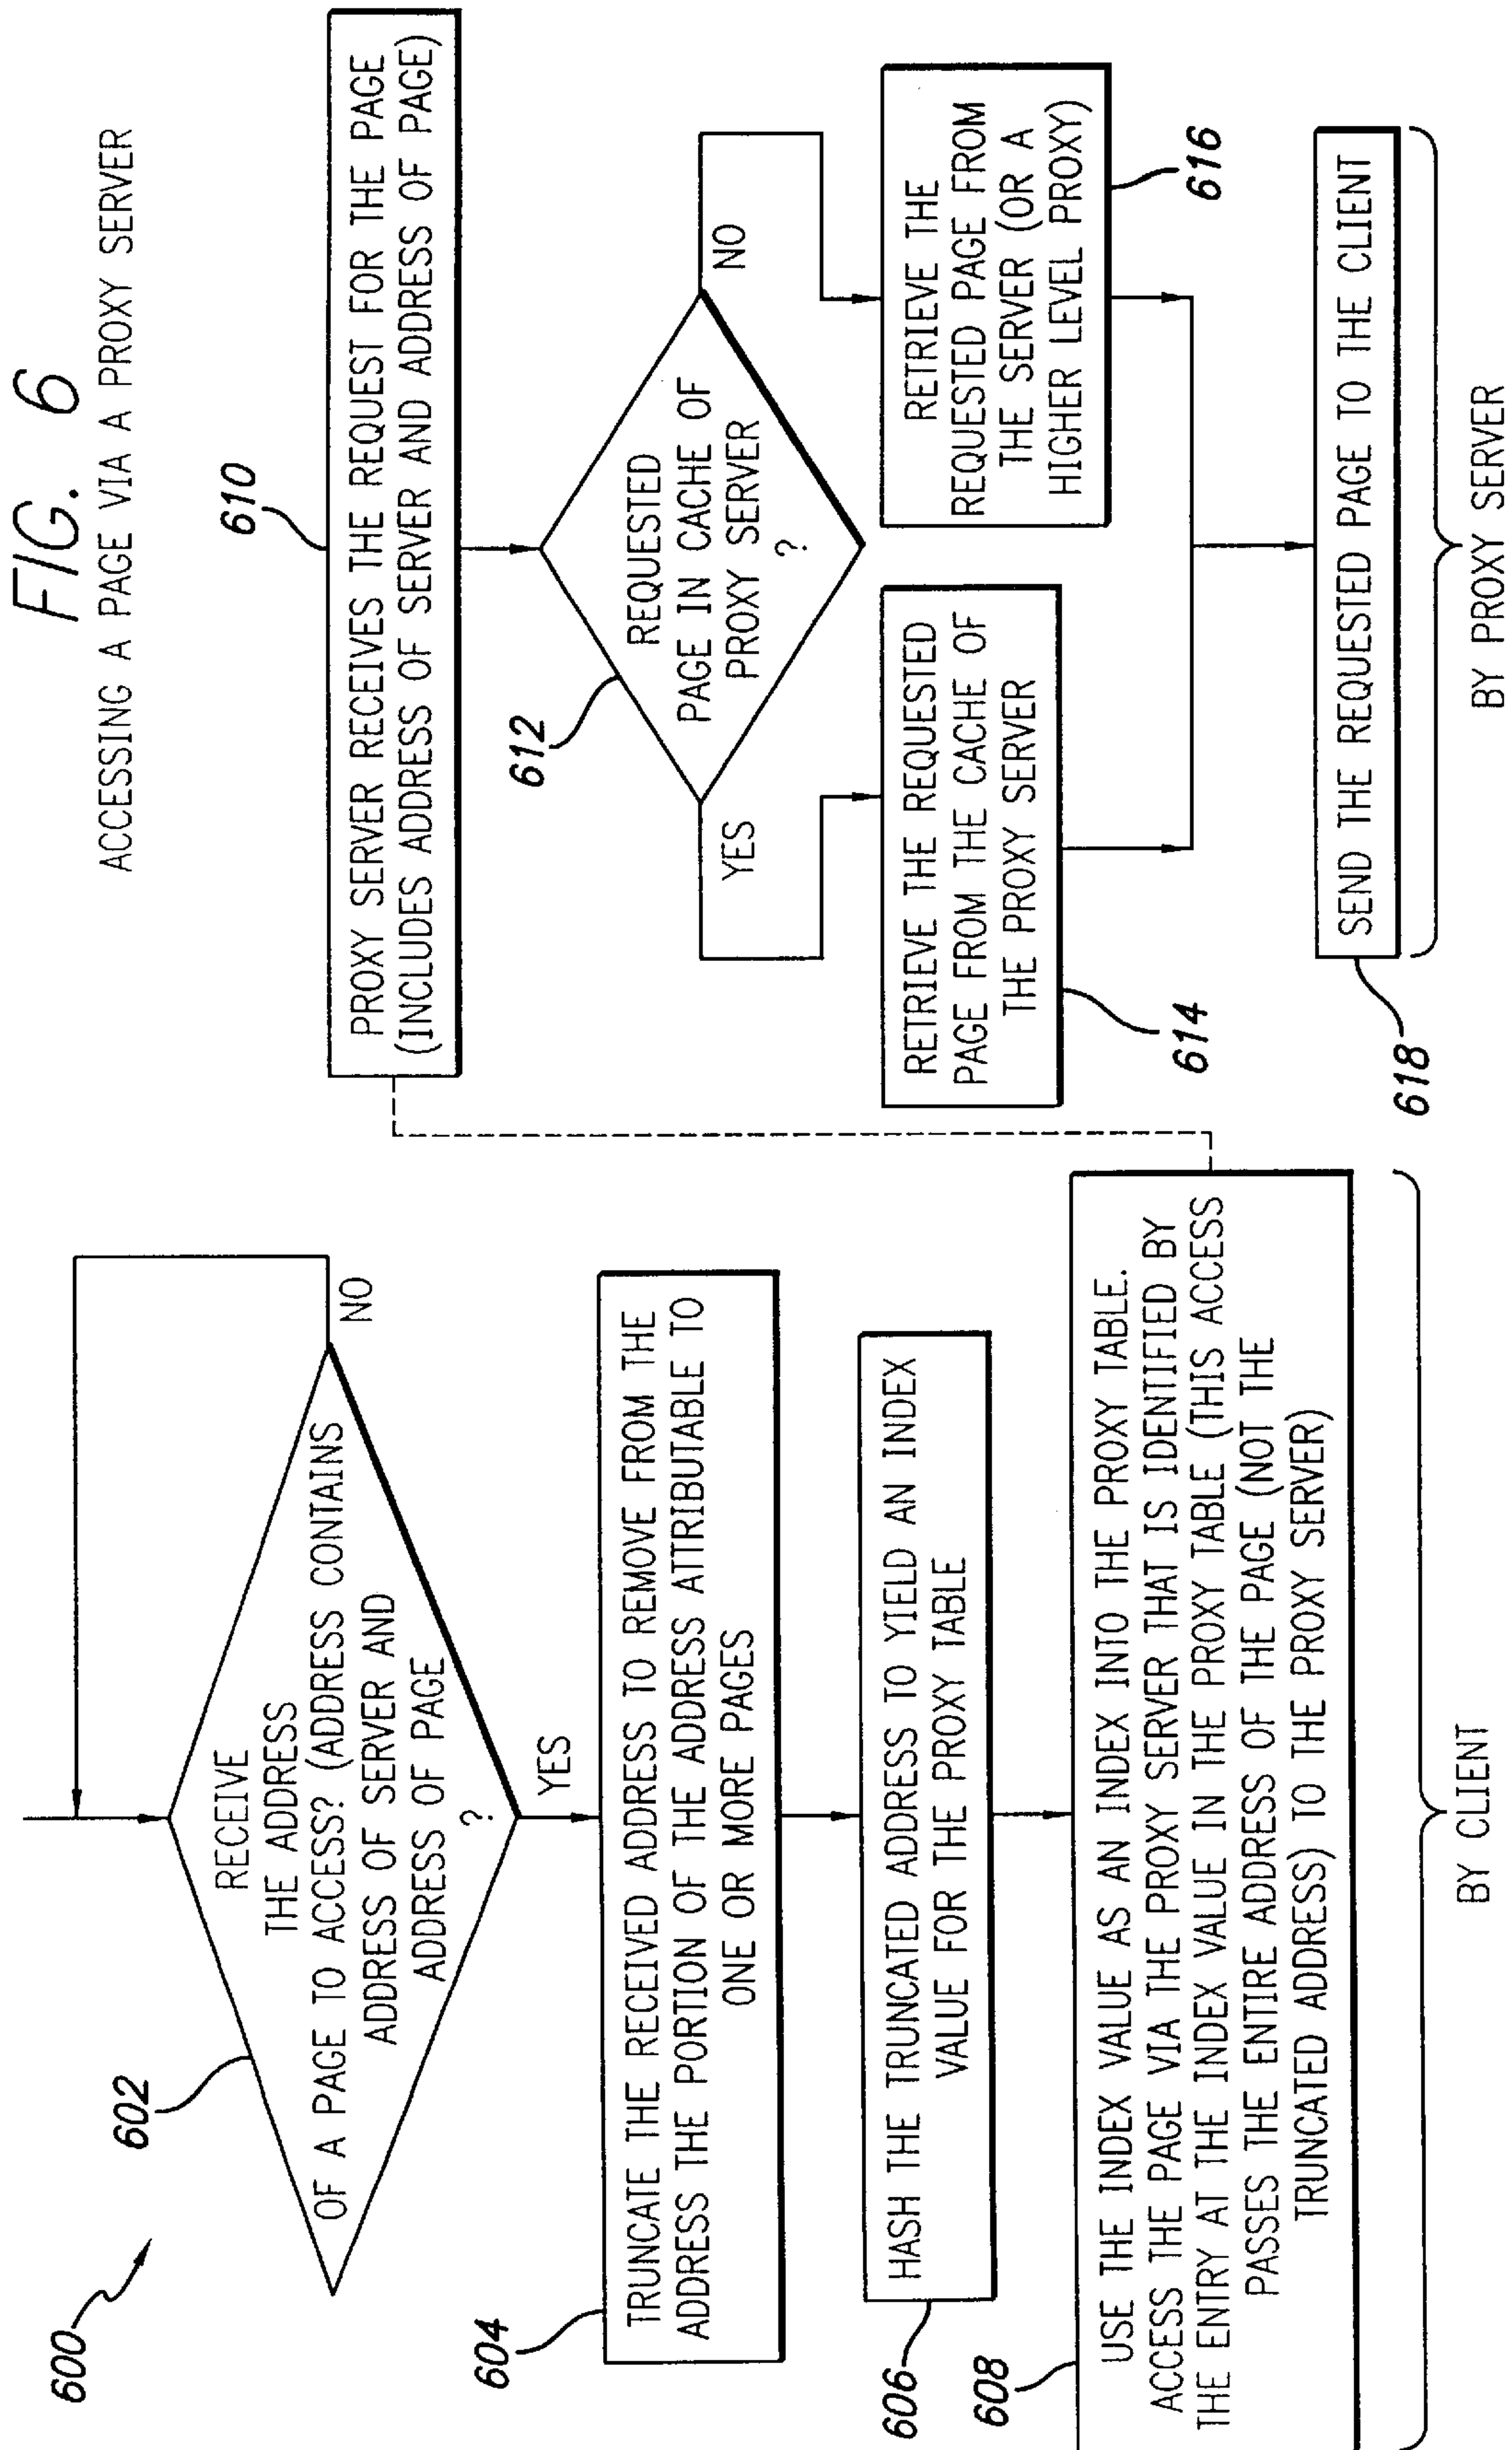 FIG. 6
ACCESSING A PAGE VIA A PROXY SERVER
600
602
RECEIVE
THE ADDRESS
OF A PAGE TO ACCESS? (ADDRESS CONTAINS
ADDRESS OF SERVER AND
ADDRESS OF PAGE
?
NO
YES
604
TRUNCATE THE RECEIVED ADDRESS TO REMOVE FROM THE
ADDRESS THE PORTION OF THE ADDRESS ATTRIBUTABLE TO
ONE OR MORE PAGES
606
HASH THE TRUNCATED ADDRESS TO YIELD AN INDEX
VALUE FOR THE PROXY TABLE
608
USE THE INDEX VALUE AS AN INDEX INTO THE PROXY TABLE.
ACCESS THE PAGE VIA THE PROXY SERVER THAT IS IDENTIFIED BY
THE ENTRY AT THE INDEX VALUE IN THE PROXY TABLE (THIS ACCESS
PASSES THE ENTIRE ADDRESS OF THE PAGE (NOT THE
TRUNCATED ADDRESS) TO THE PROXY SERVER)
BY CLIENT
610
PROXY SERVER RECEIVES THE REQUEST FOR THE PAGE
(INCLUDES ADDRESS OF SERVER AND ADDRESS OF PAGE)
612
REQUESTED
PAGE IN CACHE OF
PROXY SERVER
?
YES
NO
RETRIEVE THE REQUESTED
PAGE FROM THE CACHE OF
THE PROXY SERVER
614
RETRIEVE THE
REQUESTED PAGE FROM
THE SERVER (OR A
HIGHER LEVEL PROXY)
616
SEND THE REQUESTED PAGE TO THE CLIENT
618
BY PROXY SERVER